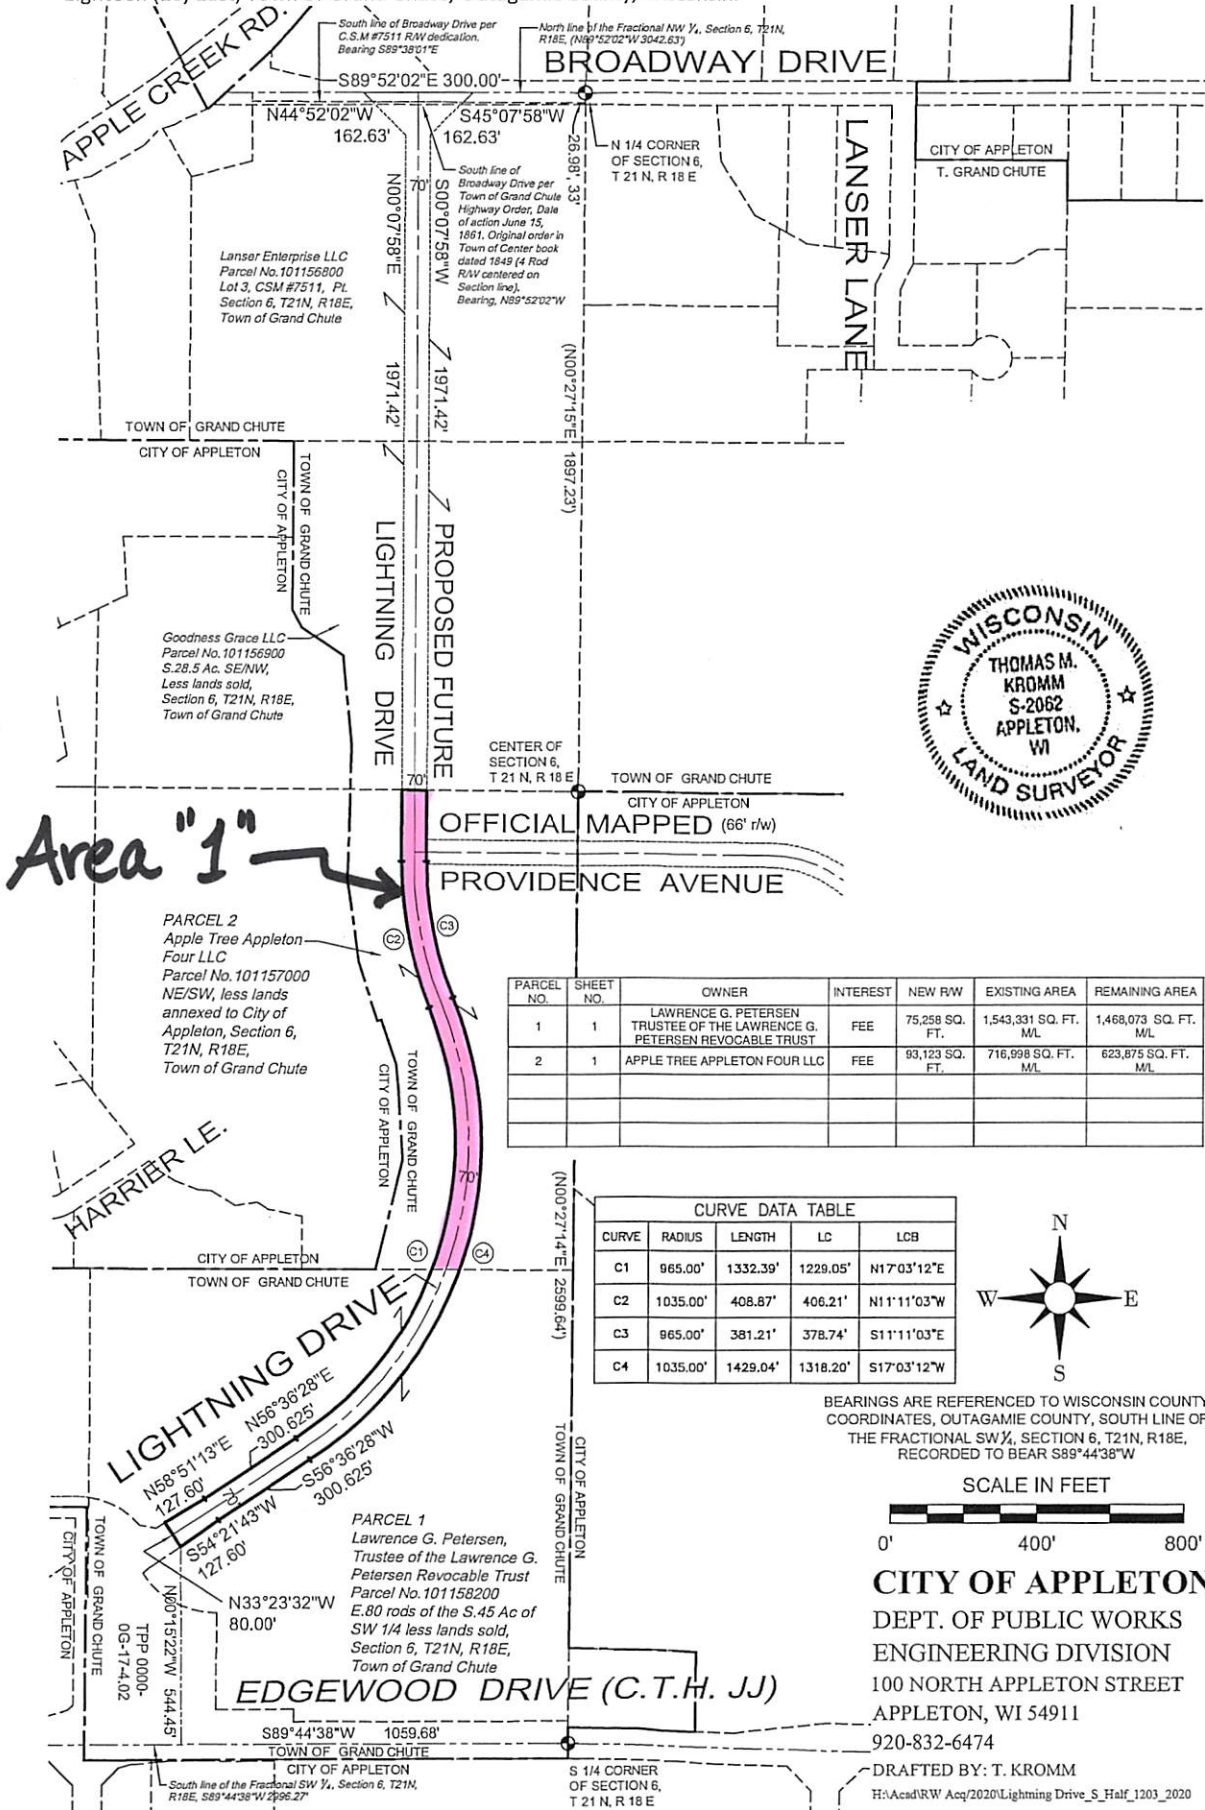 South line of Broadway Drive per
C.S.M #7511 R/W dedication.
Bearing S89°38'01"E
North line of the Fractional NW ¼, Section 6, T21N,
R18E, (N89°52'02"W 3042.63')
BROADWAY DRIVE
APPLE CREEK RD.
S89°52'02"E 300.00'
N44°52'02"W
162.63'
S45°07'58"W
162.63'
26.98', 33'
N 1/4 CORNER
OF SECTION 6,
T 21 N, R 18 E
LANSER LANE
CITY OF APPLETON
T. GRAND CHUTE
South line of
Broadway Drive per
Town of Grand Chute
Highway Order, Date
of action June 15,
1861. Original order in
Town of Center book
dated 1849 (4 Rod
R/W centered on
Section line).
Bearing, N89°52'02"W
70'
N00°07'58"E
S00°07'58"W
Lanser Enterprise LLC
Parcel No.101156800
Lot 3, CSM #7511, Pt.
Section 6, T21N, R18E,
Town of Grand Chute
1971.42'
1971.42'
(N00°27'15"E 1897.23')
TOWN OF GRAND CHUTE
CITY OF APPLETON
TOWN OF GRAND CHUTE
CITY OF APPLETON
LIGHTNING DRIVE
PROPOSED FUTURE
Goodness Grace LLC
Parcel No.101156900
S.28.5 Ac. SE/NW,
Less lands sold,
Section 6, T21N, R18E,
Town of Grand Chute
WISCONSIN
THOMAS M.
KROMM
S-2062
APPLETON,
WI
LAND SURVEYOR
CENTER OF
SECTION 6,
T 21 N, R 18 E
70'
TOWN OF GRAND CHUTE
CITY OF APPLETON
OFFICIAL MAPPED (66' r/w)
PROVIDENCE AVENUE
Area "1"
C2
C3
PARCEL 2
Apple Tree Appleton
Four LLC
Parcel No.101157000
NE/SW, less lands
annexed to City of
Appleton, Section 6,
T21N, R18E,
Town of Grand Chute
PARCEL NO. SHEET NO. OWNER INTEREST NEW R/W EXISTING AREA REMAINING AREA
1 1 LAWRENCE G. PETERSEN TRUSTEE OF THE LAWRENCE G. PETERSEN REVOCABLE TRUST FEE 75,258 SQ. FT. 1,543,331 SQ. FT. M/L 1,468,073 SQ. FT. M/L
2 1 APPLE TREE APPLETON FOUR LLC FEE 93,123 SQ. FT. 716,998 SQ. FT. M/L 623,875 SQ. FT. M/L
TOWN OF GRAND CHUTE
CITY OF APPLETON
HARRIER LE.
70'
(N00°27'14"E 2599.64')
CITY OF APPLETON
TOWN OF GRAND CHUTE
C1
C4
CURVE DATA TABLE
CURVE RADIUS LENGTH LC LCB
C1 965.00' 1332.39' 1229.05' N17°03'12"E
C2 1035.00' 408.87' 406.21' N11°11'03"W
C3 965.00' 381.21' 378.74' S11°11'03"E
C4 1035.00' 1429.04' 1318.20' S17°03'12"W
N
W E
S
BEARINGS ARE REFERENCED TO WISCONSIN COUNTY
COORDINATES, OUTAGAMIE COUNTY, SOUTH LINE OF
THE FRACTIONAL SW¼, SECTION 6, T21N, R18E,
RECORDED TO BEAR S89°44'38"W
SCALE IN FEET
0' 400' 800'
LIGHTNING DRIVE
N56°36'28"E
300.625'
N58°51'13"E
127.60'
70'
S56°36'28"W
300.625'
S54°21'43"W
127.60'
CITY OF APPLETON
TOWN OF GRAND CHUTE
TOWN OF GRAND CHUTE
CITY OF APPLETON
N33°23'32"W
80.00'
PARCEL 1
Lawrence G. Petersen,
Trustee of the Lawrence G.
Petersen Revocable Trust
Parcel No.101158200
E.80 rods of the S.45 Ac of
SW 1/4 less lands sold,
Section 6, T21N, R18E,
Town of Grand Chute
TPP 0000-
0G-17-4.02
N00°15'22"W 544.45'
EDGEWOOD DRIVE (C.T.H. JJ)
S89°44'38"W 1059.68'
TOWN OF GRAND CHUTE
CITY OF APPLETON
South line of the Fractional SW ¼, Section 6, T21N,
R18E, S89°44'38"W 2996.27'
S 1/4 CORNER
OF SECTION 6,
T 21 N, R 18 E
CITY OF APPLETON
DEPT. OF PUBLIC WORKS
ENGINEERING DIVISION
100 NORTH APPLETON STREET
APPLETON, WI 54911
920-832-6474
DRAFTED BY: T. KROMM
H:\Acad\RW Acq\2020\Lightning Drive_S_Half_1203_2020